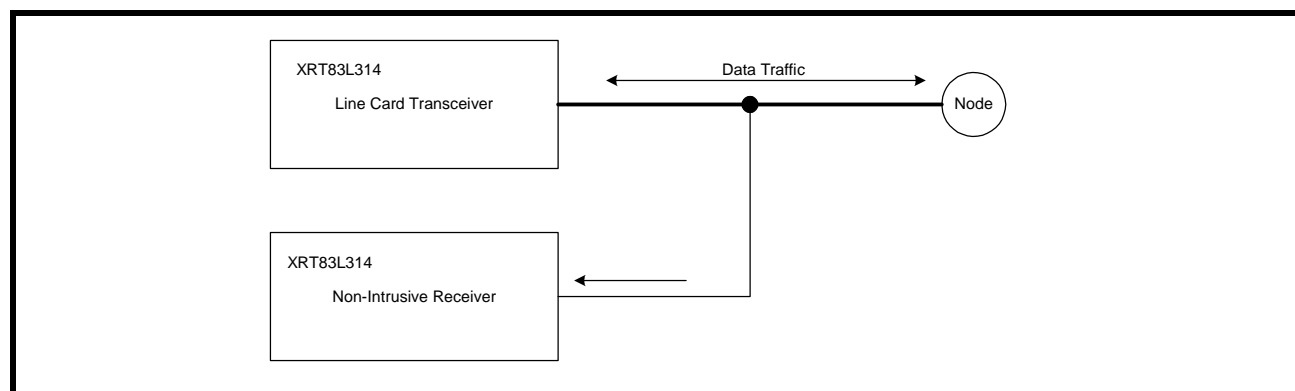 XRT83L314
Line Card Transceiver
Data Traffic
Node
XRT83L314
Non-Intrusive Receiver